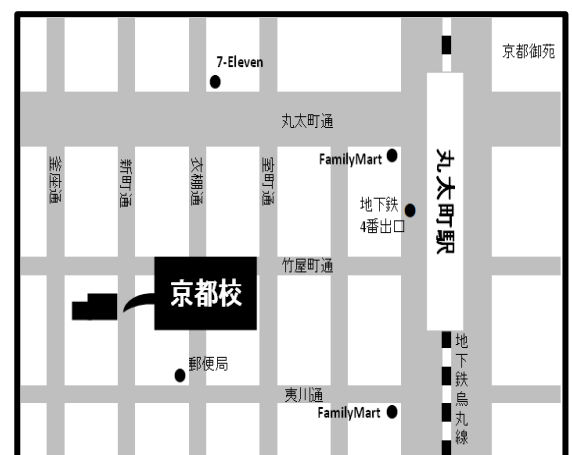 京都御苑
7-Eleven
丸太町通
FamilyMart
丸太町駅
釜座通
新町通
衣棚通
室町通
地下鉄
4番出口
竹屋町通
京都校
地下鉄烏丸線
郵便局
夷川通
FamilyMart